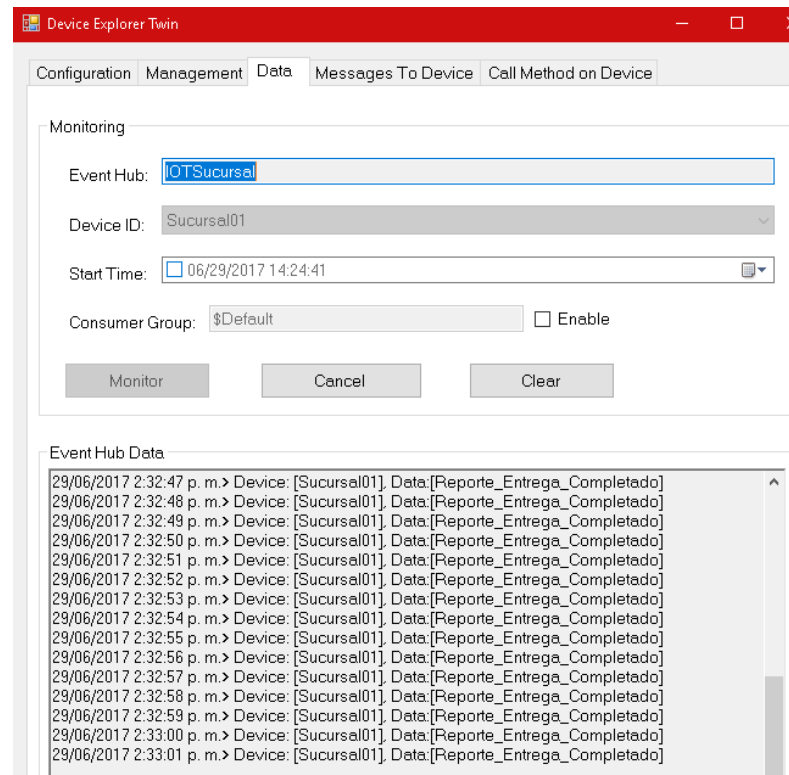 Device Explorer Twin
Configuration Management Data Messages To Device Call Method on Device
Monitoring
Event Hub: IOTSucursal
Device ID: Sucursal01
Start Time: 06/29/2017 14:24:41
Consumer Group: $Default Enable
Monitor Cancel Clear
Event Hub Data
29/06/2017 2:32:47 p. m.> Device: [Sucursal01], Data:[Reporte_Entrega_Completado]
29/06/2017 2:32:48 p. m.> Device: [Sucursal01], Data:[Reporte_Entrega_Completado]
29/06/2017 2:32:49 p. m.> Device: [Sucursal01], Data:[Reporte_Entrega_Completado]
29/06/2017 2:32:50 p. m.> Device: [Sucursal01], Data:[Reporte_Entrega_Completado]
29/06/2017 2:32:51 p. m.> Device: [Sucursal01], Data:[Reporte_Entrega_Completado]
29/06/2017 2:32:52 p. m.> Device: [Sucursal01], Data:[Reporte_Entrega_Completado]
29/06/2017 2:32:53 p. m.> Device: [Sucursal01], Data:[Reporte_Entrega_Completado]
29/06/2017 2:32:54 p. m.> Device: [Sucursal01], Data:[Reporte_Entrega_Completado]
29/06/2017 2:32:55 p. m.> Device: [Sucursal01], Data:[Reporte_Entrega_Completado]
29/06/2017 2:32:56 p. m.> Device: [Sucursal01], Data:[Reporte_Entrega_Completado]
29/06/2017 2:32:57 p. m.> Device: [Sucursal01], Data:[Reporte_Entrega_Completado]
29/06/2017 2:32:58 p. m.> Device: [Sucursal01], Data:[Reporte_Entrega_Completado]
29/06/2017 2:32:59 p. m.> Device: [Sucursal01], Data:[Reporte_Entrega_Completado]
29/06/2017 2:33:00 p. m.> Device: [Sucursal01], Data:[Reporte_Entrega_Completado]
29/06/2017 2:33:01 p. m.> Device: [Sucursal01], Data:[Reporte_Entrega_Completado]